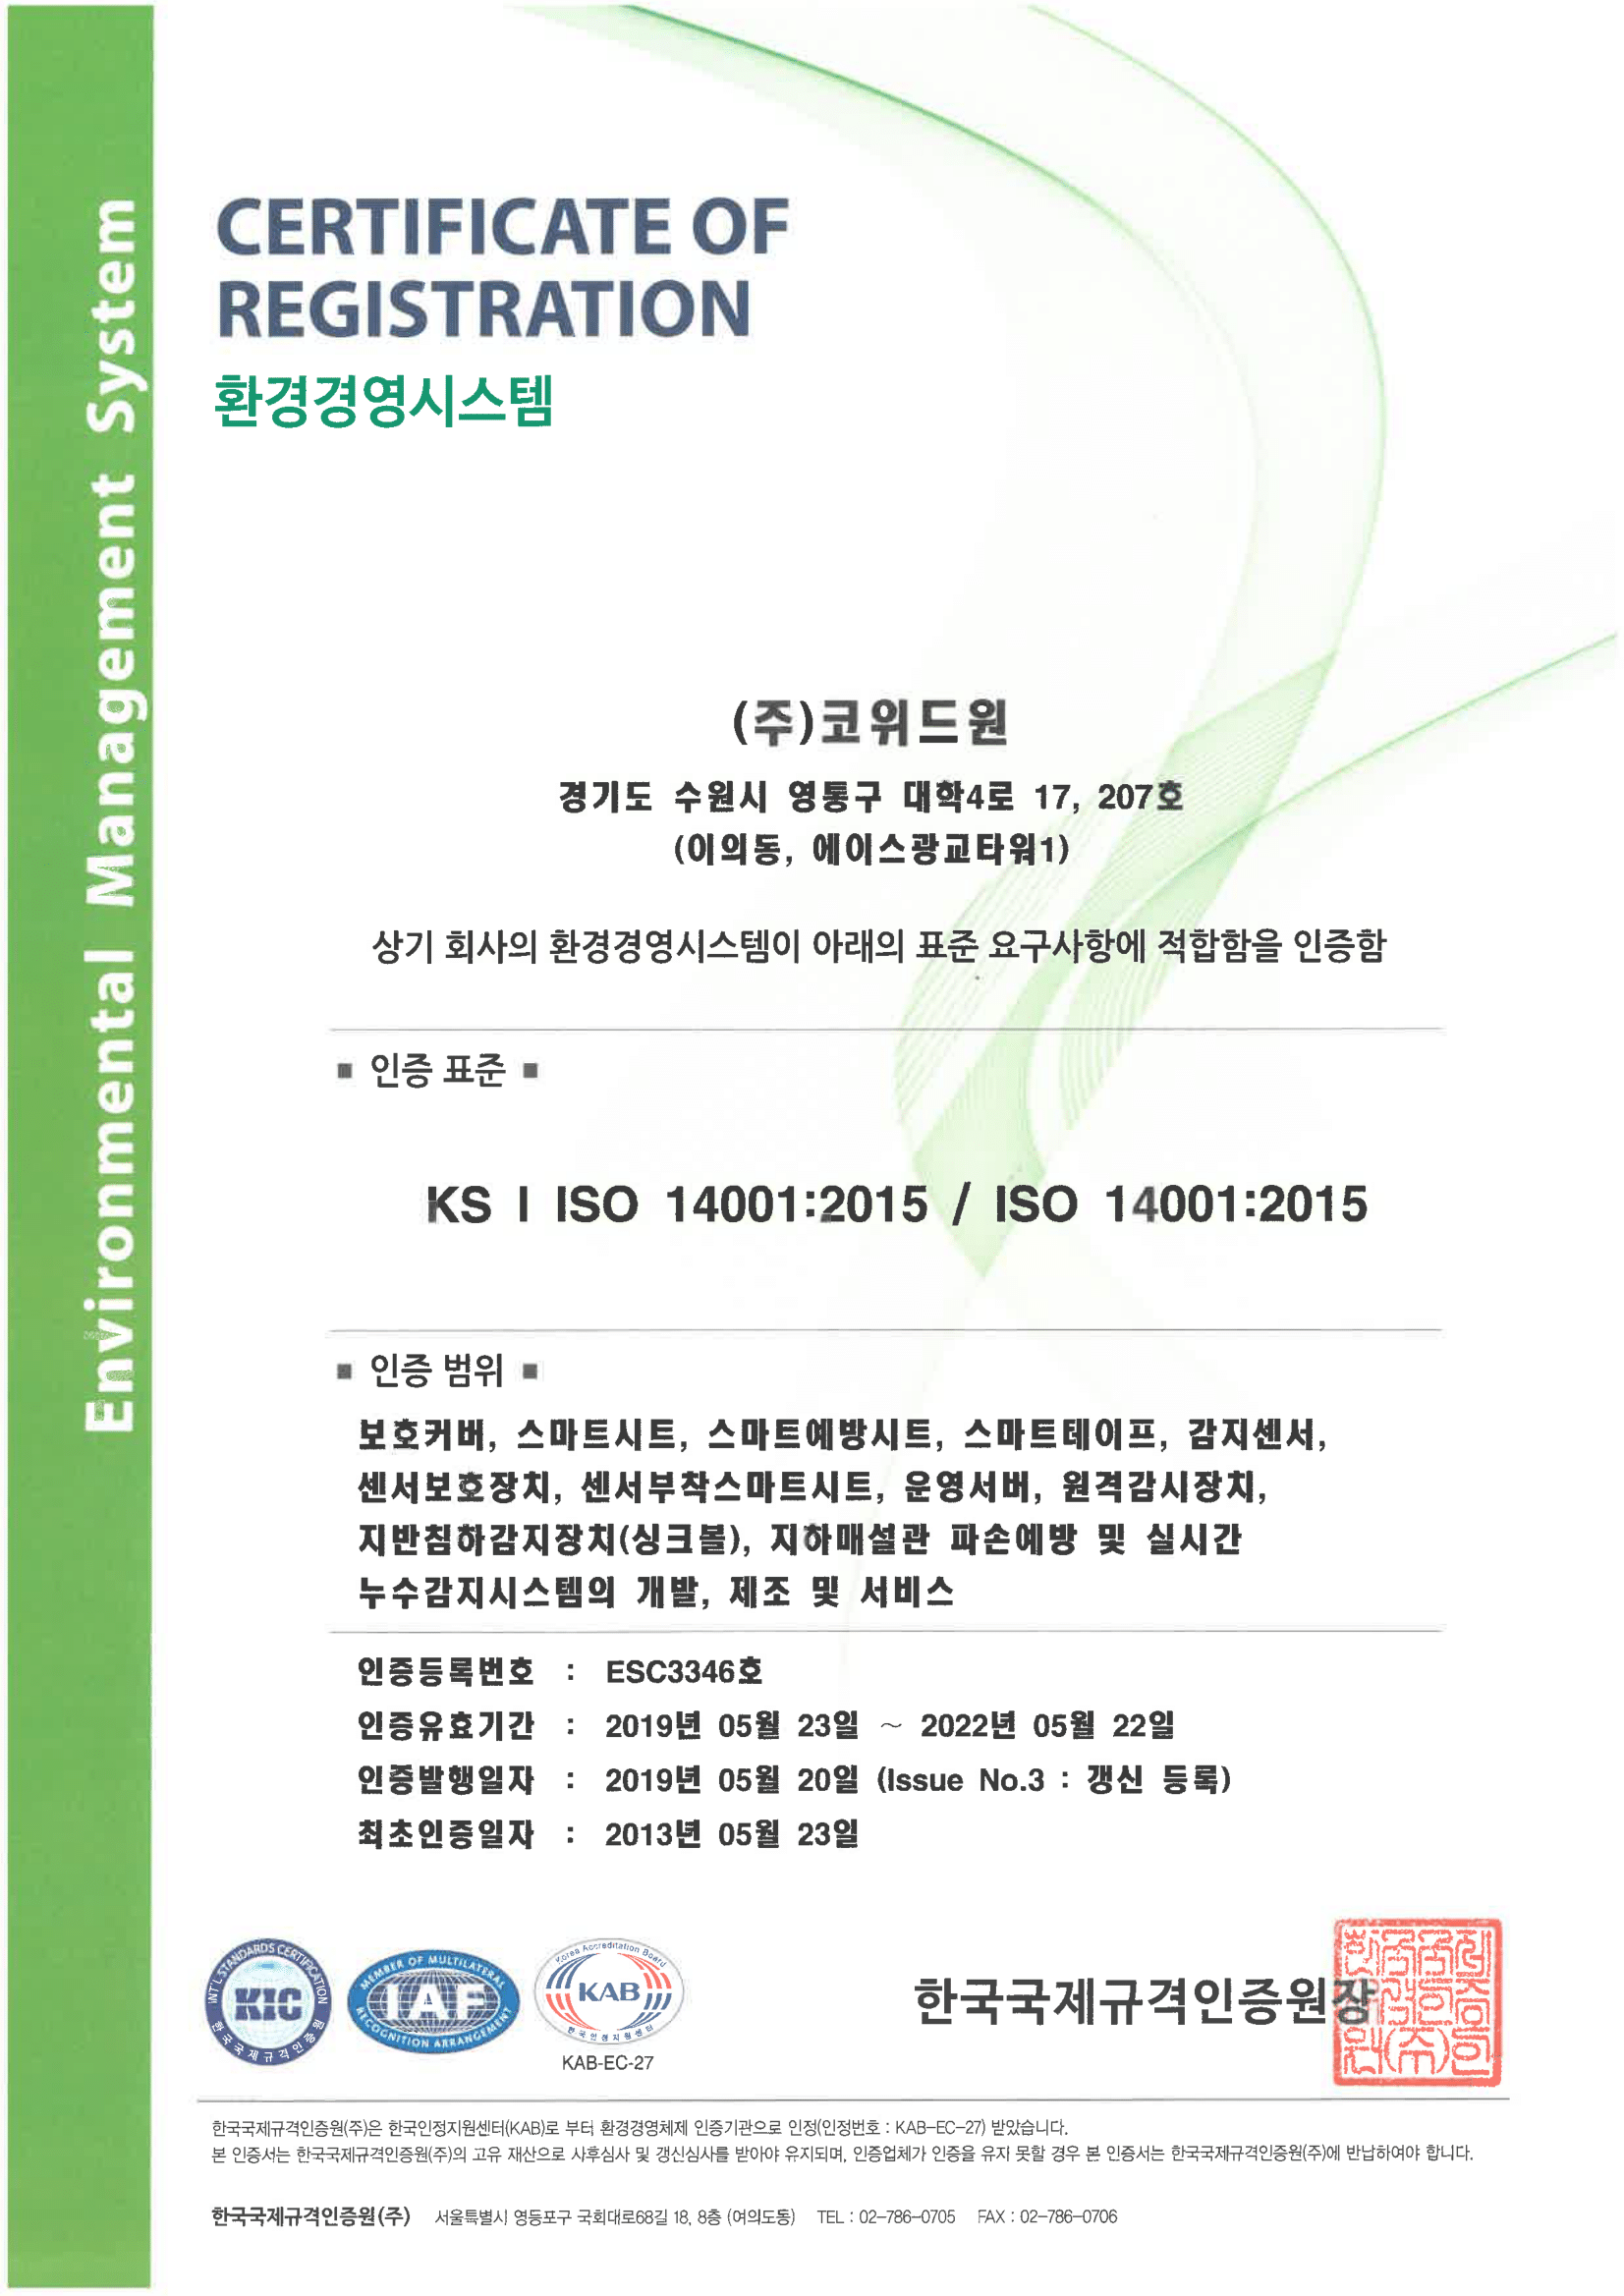 Environmental Management System
CERTIFICATE OF
REGISTRATION
환경경영시스템
(주)코위드원
경기도 수원시 영통구 대학4로 17, 207호
(이의동, 에이스광교타워1)
상기 회사의 환경경영시스템이 아래의 표준 요구사항에 적합함을 인증함
■ 인증 표준 ■
KS I ISO 14001:2015 / ISO 14001:2015
■ 인증 범위 ■
보호커버, 스마트시트, 스마트예방시트, 스마트테이프, 감지센서,
센서보호장치, 센서부착스마트시트, 운영서버, 원격감시장치,
지반침하감지장치(싱크볼), 지하매설관 파손예방 및 실시간
누수감지시스템의 개발, 제조 및 서비스
인증등록번호 : ESC3346호
인증유효기간 : 2019년 05월 23일 ~ 2022년 05월 22일
인증발행일자 : 2019년 05월 20일 (Issue No.3 : 갱신 등록)
최초인증일자 : 2013년 05월 23일
INT'L STANDARDS CERTIFICATION
KIC
한국국제규격인증원
MEMBER OF MULTILATERAL
IAF
RECOGNITION ARRANGEMENT
Korea Accreditation Board
KAB
한국인정지원센터
KAB-EC-27
한국국제규격인증원장
한국국제규격인증원(주)은 한국인정지원센터(KAB)로 부터 환경경영체제 인증기관으로 인정(인정번호 : KAB-EC-27) 받았습니다.
본 인증서는 한국국제규격인증원(주)의 고유 재산으로 사후심사 및 갱신심사를 받아야 유지되며, 인증업체가 인증을 유지 못할 경우 본 인증서는 한국국제규격인증원(주)에 반납하여야 합니다.
한국국제규격인증원(주) 서울특별시 영등포구 국회대로68길 18, 8층 (여의도동) TEL : 02-786-0705 FAX : 02-786-0706